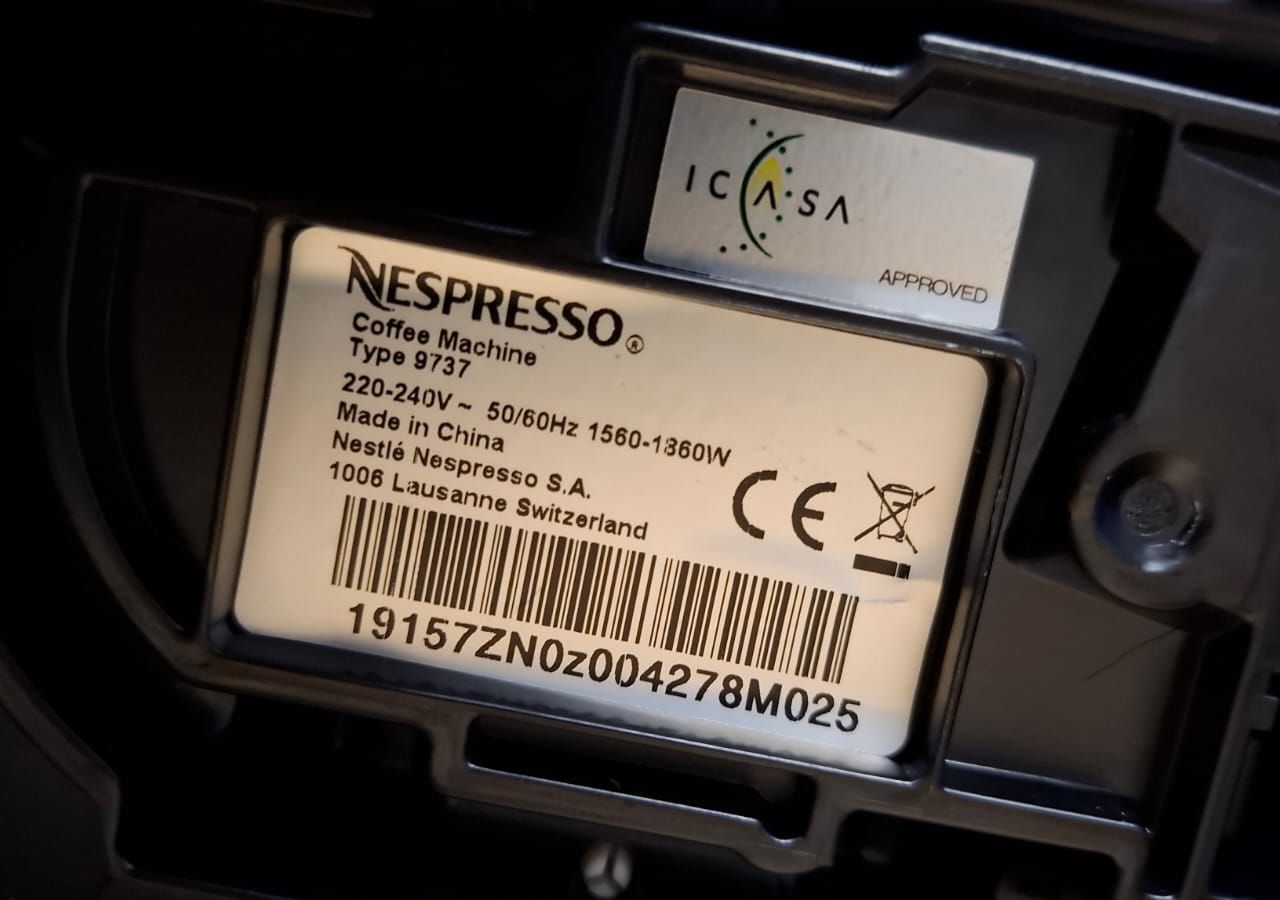 ICASA
APPROVED
NESPRESSO®
Coffee Machine
Type 9737
220-240V ~ 50/60Hz 1560-1860W
Made in China
Nestlé Nespresso S.A.
1006 Lausanne Switzerland
CE
19157ZN0z004278M025